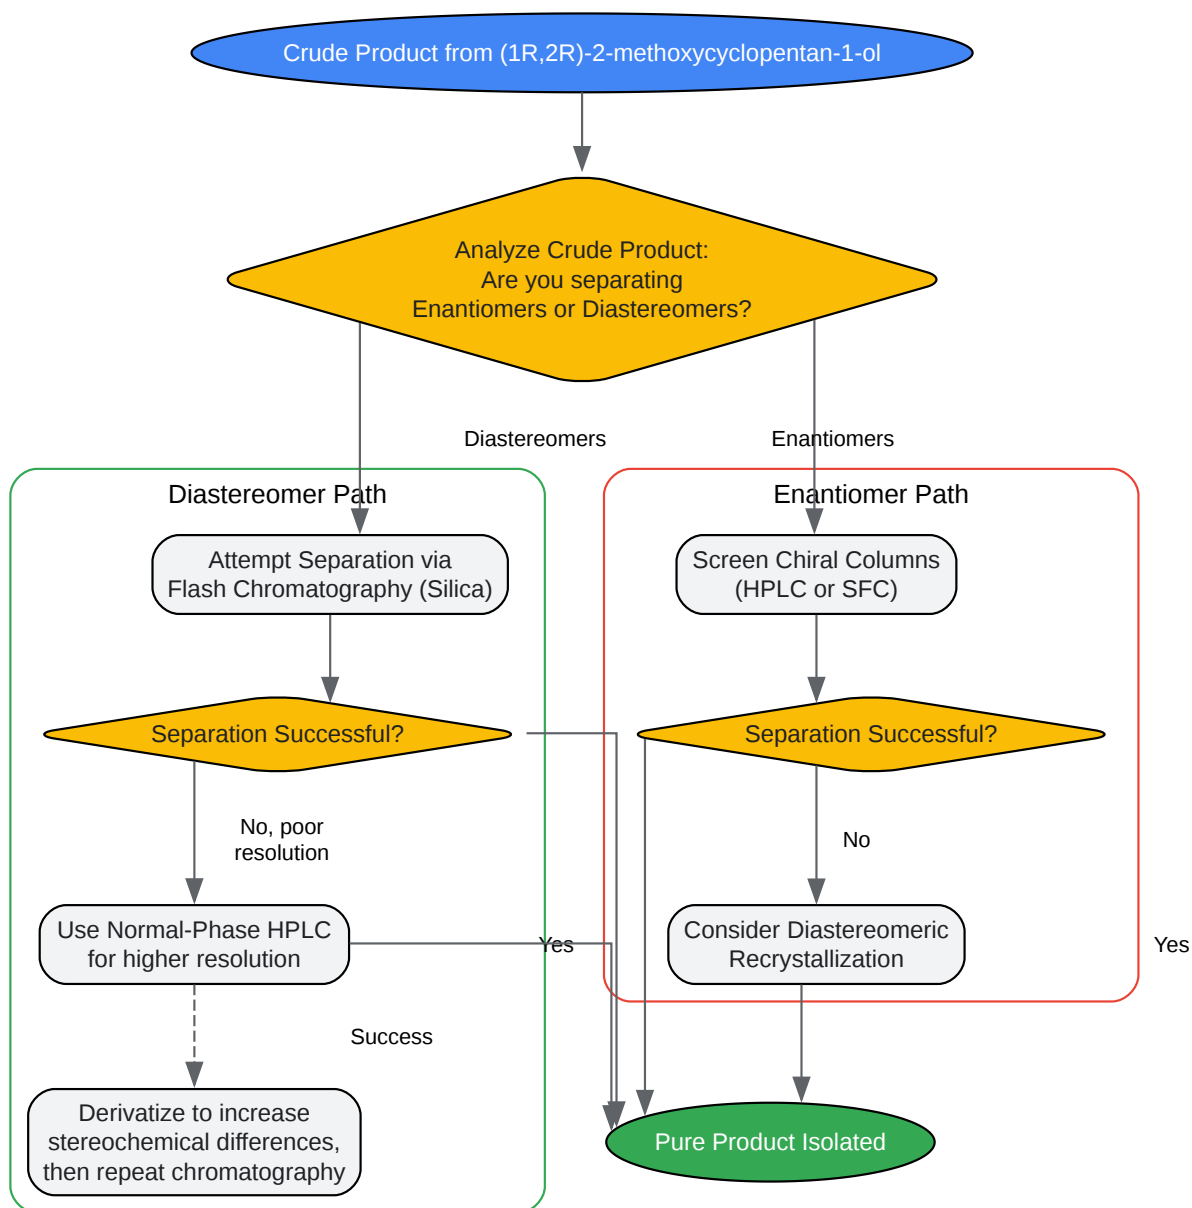 Crude Product from (1R,2R)-2-methoxycyclopentan-1-ol
Analyze Crude Product:
Are you separating
Enantiomers or Diastereomers?
Diastereomers
Enantiomers
Diastereomer Path
Attempt Separation via
Flash Chromatography (Silica)
Separation Successful?
No, poor
resolution
Use Normal-Phase HPLC
for higher resolution
Yes
Success
Derivatize to increase
stereochemical differences,
then repeat chromatography
Enantiomer Path
Screen Chiral Columns
(HPLC or SFC)
Separation Successful?
No
Consider Diastereomeric
Recrystallization
Yes
Pure Product Isolated